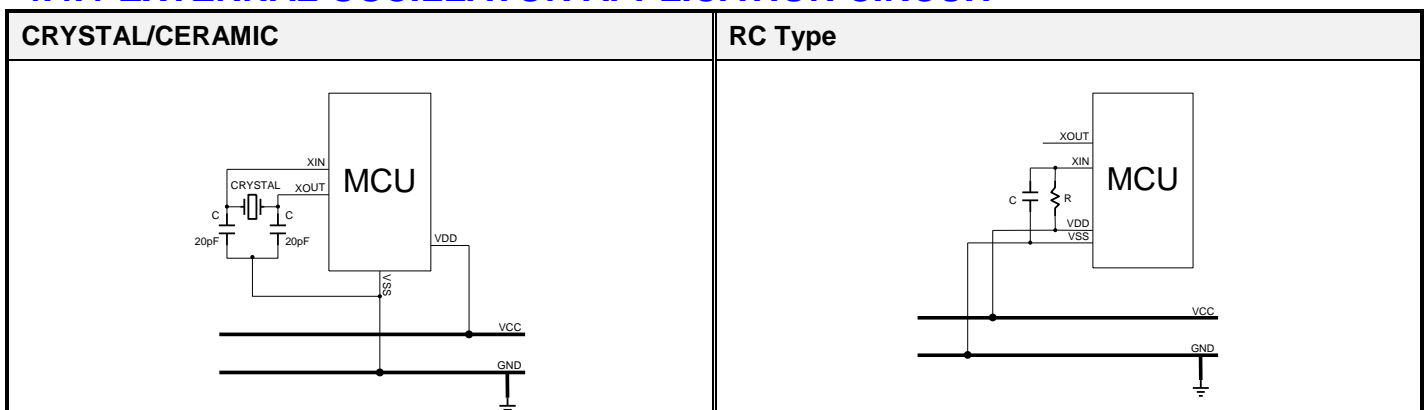 CRYSTAL/CERAMIC
RC Type
XIN
CRYSTAL
XOUT
MCU
C
C
20pF
20pF
VDD
VSS
VCC
GND
XOUT
XIN
MCU
C
R
VDD
VSS
VCC
GND